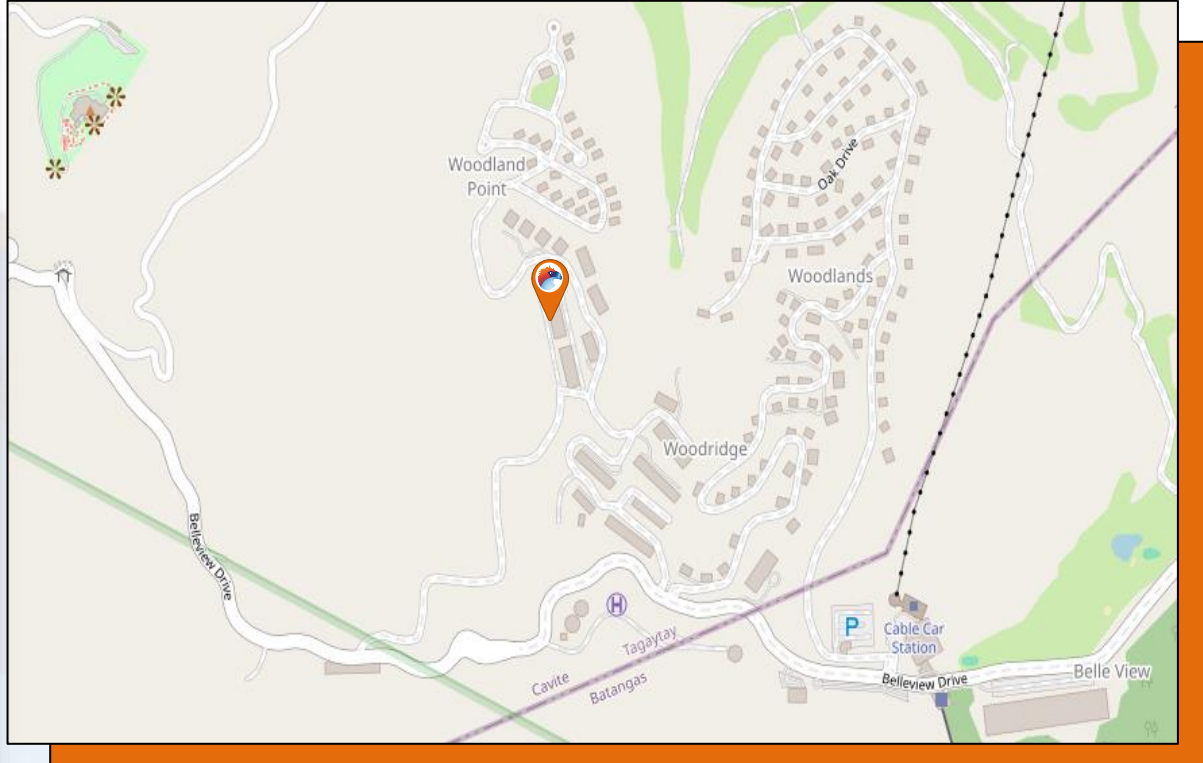 Woodland
Point
Oak Drive
Woodlands
Woodridge
Belleview Drive
H
Tagaytay
P
Cable Car
Station
Cavite
Batangas
Belleview Drive
Belle View